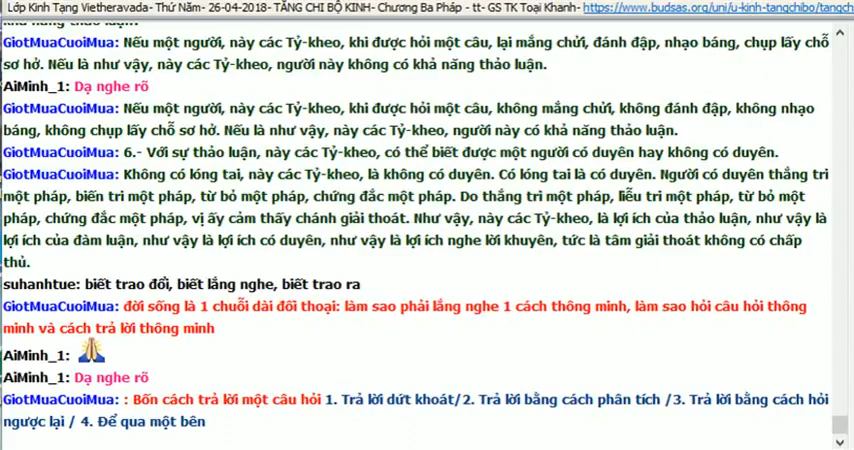 Lớp Kinh Tạng Vietheravada- Thứ Năm- 26-04-2018- TĂNG CHI BỘ KINH- Chương Ba Pháp - tt- GS TK Toại Khanh- https://www.budsas.org/uni/u-kinh-tangchibo/tangch
GiotMuaCuoiMua: Nếu một người, này các Tỷ-kheo, khi được hỏi một câu, lại mắng chửi, đánh đập, nhạo báng, chụp lấy chỗ
sơ hở. Nếu là như vậy, này các Tỷ-kheo, người này không có khả năng thảo luận.
AiMinh_1: Dạ nghe rõ
GiotMuaCuoiMua: Nếu một người, này các Tỷ-kheo, khi được hỏi một câu, không mắng chửi, không đánh đập, không nhạo
báng, không chụp lấy chỗ sơ hở. Nếu là như vậy, này các Tỷ-kheo, người này có khả năng thảo luận.
GiotMuaCuoiMua: 6.- Với sự thảo luận, này các Tỷ-kheo, có thể biết được một người có duyên hay không có duyên.
GiotMuaCuoiMua: Không có lóng tai, này các Tỷ-kheo, là không có duyên. Có lóng tai là có duyên. Người có duyên thắng tri
một pháp, biến tri một pháp, từ bỏ một pháp, chứng đắc một pháp. Do thắng tri một pháp, liễu tri một pháp, từ bỏ một
pháp, chứng đắc một pháp, vị ấy cảm thấy chánh giải thoát. Như vậy, này các Tỷ-kheo, là lợi ích của thảo luận, như vậy là
lợi ích của đàm luận, như vậy là lợi ích có duyên, như vậy là lợi ích nghe lời khuyên, tức là tâm giải thoát không có chấp
thủ.
suhanhtue: biết trao đổi, biết lắng nghe, biết trao ra
GiotMuaCuoiMua: đời sống là 1 chuỗi dài đối thoại: làm sao phải lắng nghe 1 cách thông minh, làm sao hỏi câu hỏi thông
minh và cách trả lời thông minh
AiMinh_1:
AiMinh_1: Dạ nghe rõ
GiotMuaCuoiMua: : Bốn cách trả lời một câu hỏi 1. Trả lời dứt khoát/2. Trả lời bằng cách phân tích /3. Trả lời bằng cách hỏi
ngược lại / 4. Để qua một bên